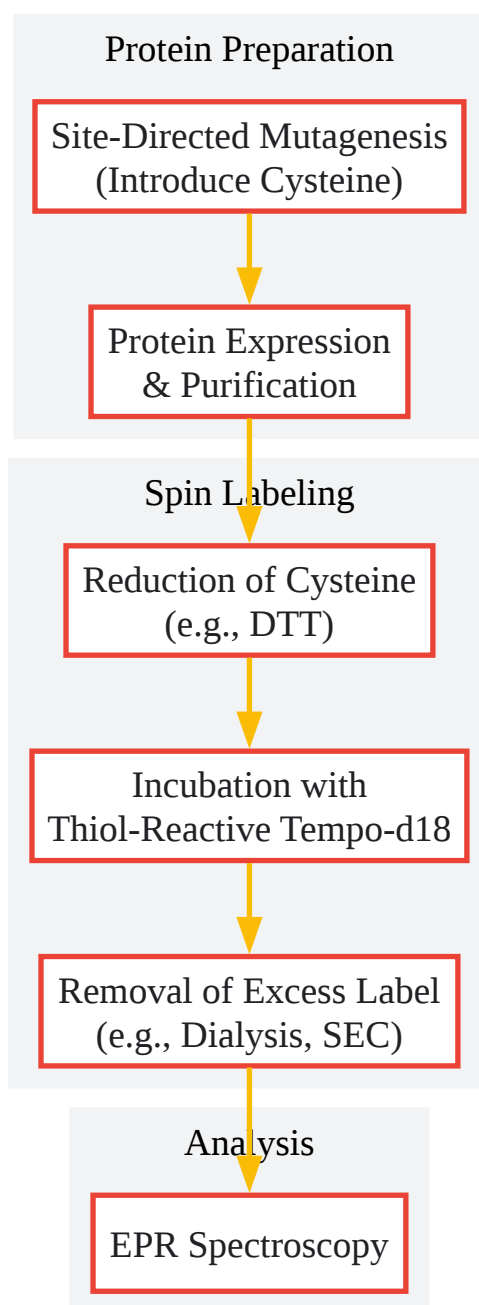 Protein Preparation
Site-Directed Mutagenesis
(Introduce Cysteine)
Protein Expression
& Purification
Spin Labeling
Reduction of Cysteine
(e.g., DTT)
Incubation with
Thiol-Reactive Tempo-d18
Removal of Excess Label
(e.g., Dialysis, SEC)
Analysis
EPR Spectroscopy